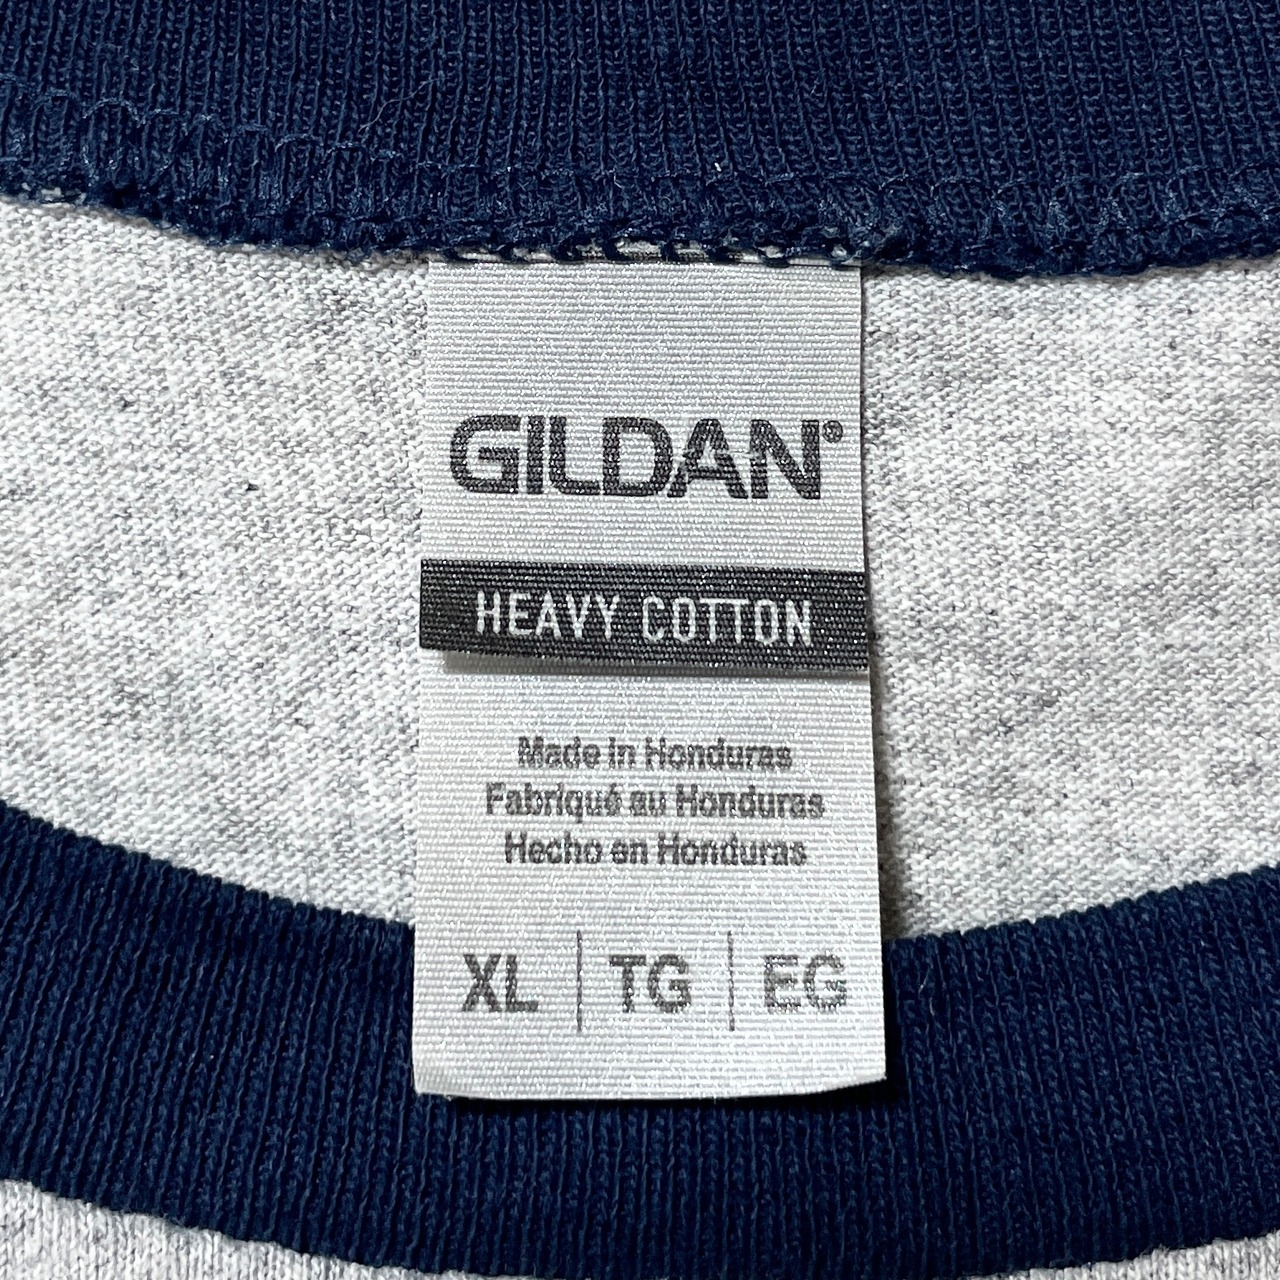 GILDAN®
HEAVY COTTON
Made in Honduras
Fabriqué au Honduras
Hecho en Honduras
XL | TG | EG